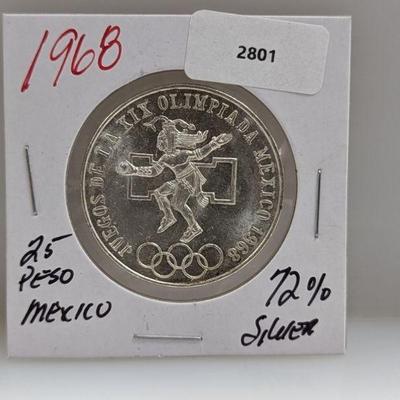 1968
2801
JUEGOS DE LA XIX OLIMPIADA MEXICO 1968
25
PESO
MEXICO
72%
SILVER